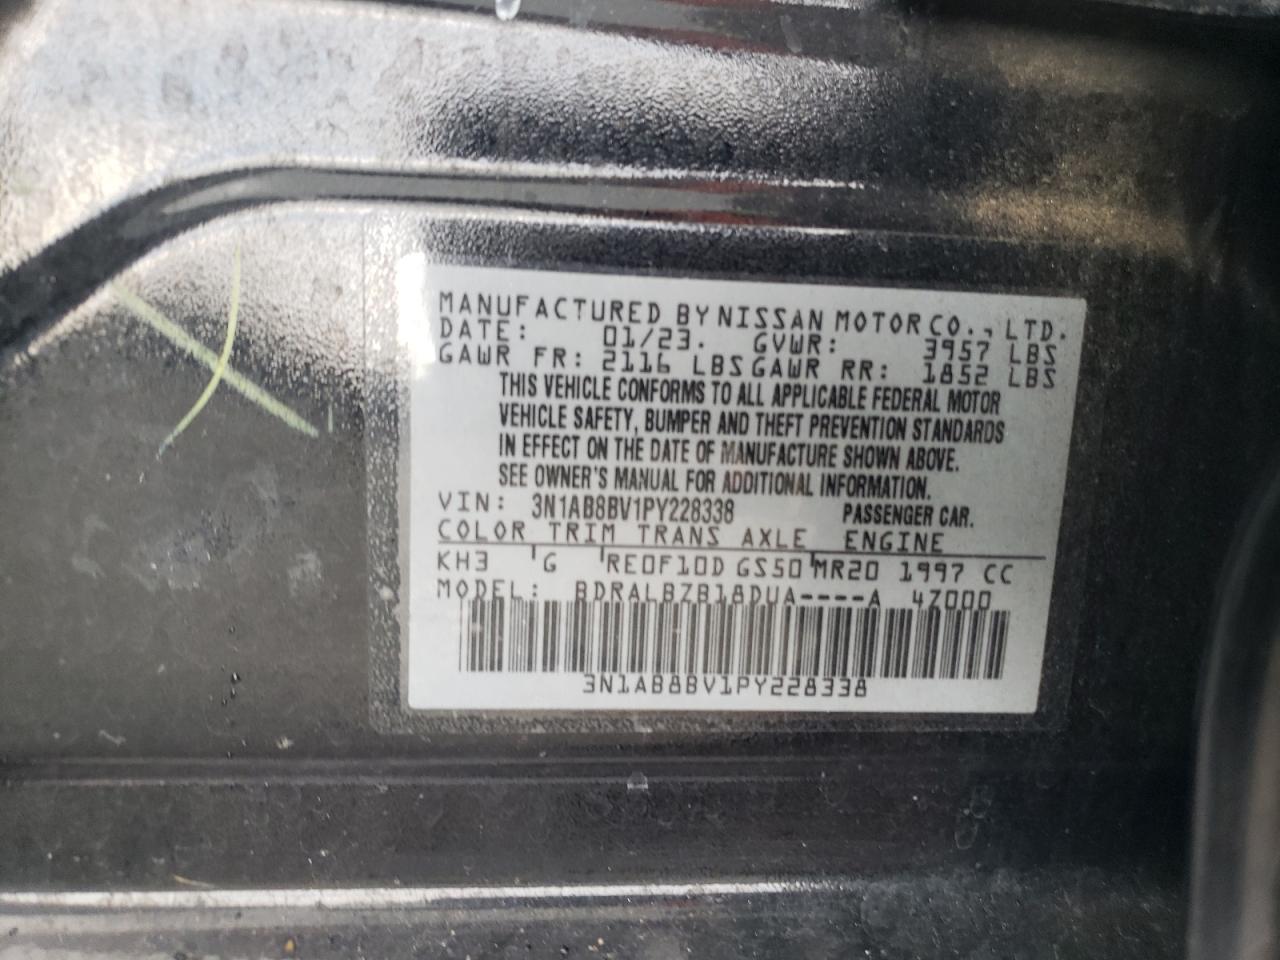 MANUFACTURED BY NISSAN MOTOR CO., LTD.
DATE: 01/23. GVWR: 3957 LBS
GAWR FR: 2116 LBS GAWR RR: 1852 LBS
THIS VEHICLE CONFORMS TO ALL APPLICABLE FEDERAL MOTOR
VEHICLE SAFETY, BUMPER AND THEFT PREVENTION STANDARDS
IN EFFECT ON THE DATE OF MANUFACTURE SHOWN ABOVE.
SEE OWNER'S MANUAL FOR ADDITIONAL INFORMATION.
VIN: 3N1AB8BV1PY228338 PASSENGER CAR.
COLOR TRIM TRANS AXLE ENGINE
KH3 G RE0F10D GS50 MR20 1997 CC
MODEL: BDRALBZB18DUA----A 4Z000
3N1AB8BV1PY228338